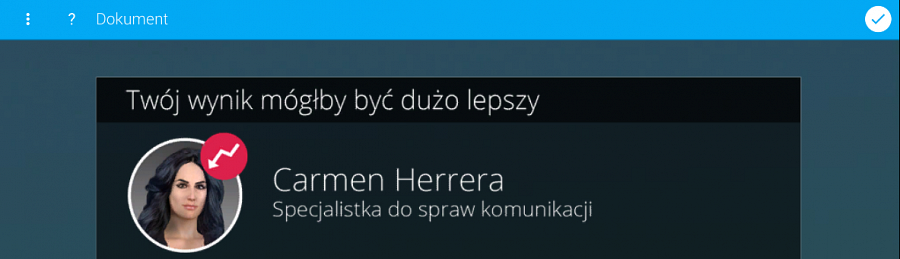 ? Dokument
Twój wynik mógłby być dużo lepszy
Carmen Herrera
Specjalistka do spraw komunikacji